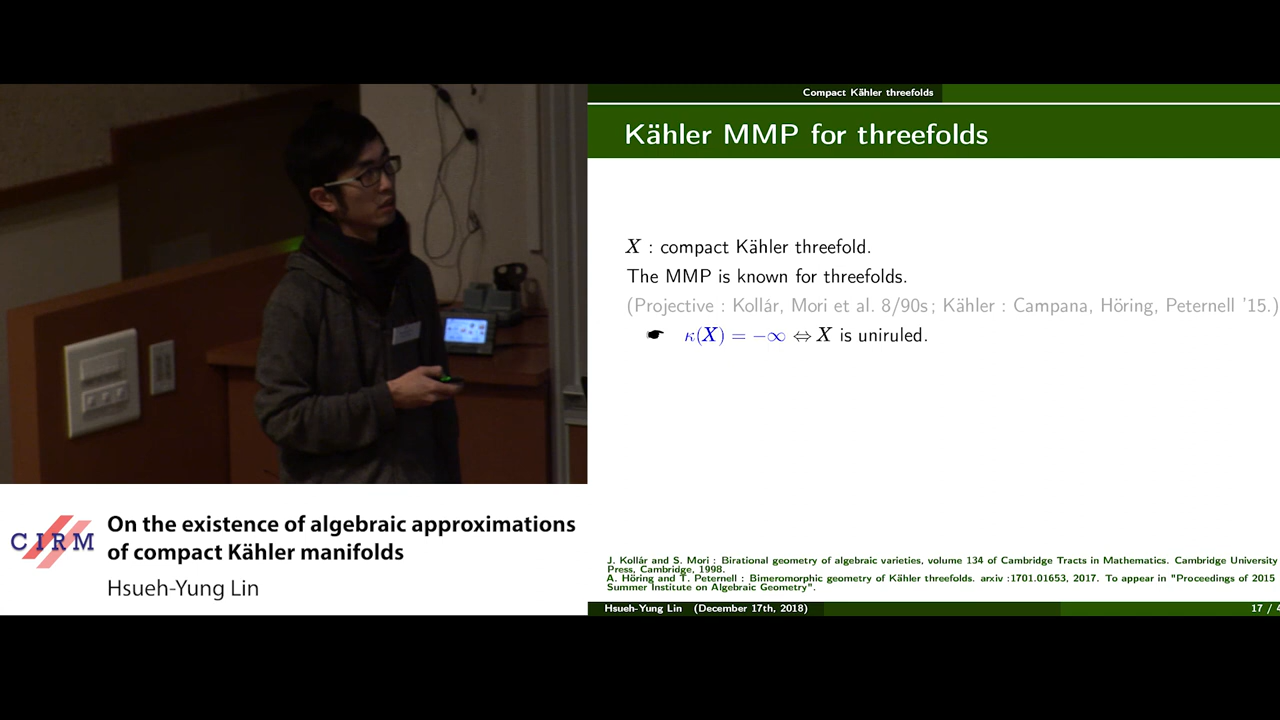 Compact Kähler threefolds
Kähler MMP for threefolds
X : compact Kähler threefold.
The MMP is known for threefolds.
(Projective : Kollár, Mori et al. 8/90s ; Kähler : Campana, Höring, Peternell '15.)
☛ κ(X) = −∞ ⇔ X is uniruled.
J. Kollár and S. Mori : Birational geometry of algebraic varieties, volume 134 of Cambridge Tracts in Mathematics. Cambridge University
Press, Cambridge, 1998.
A. Höring and T. Peternell : Bimeromorphic geometry of Kähler threefolds. arxiv :1701.01653, 2017. To appear in "Proceedings of 2015
Summer Institute on Algebraic Geometry".
Hsueh-Yung Lin (December 17th, 2018)
17 / 4
CIRM
On the existence of algebraic approximations
of compact Kähler manifolds
Hsueh-Yung Lin